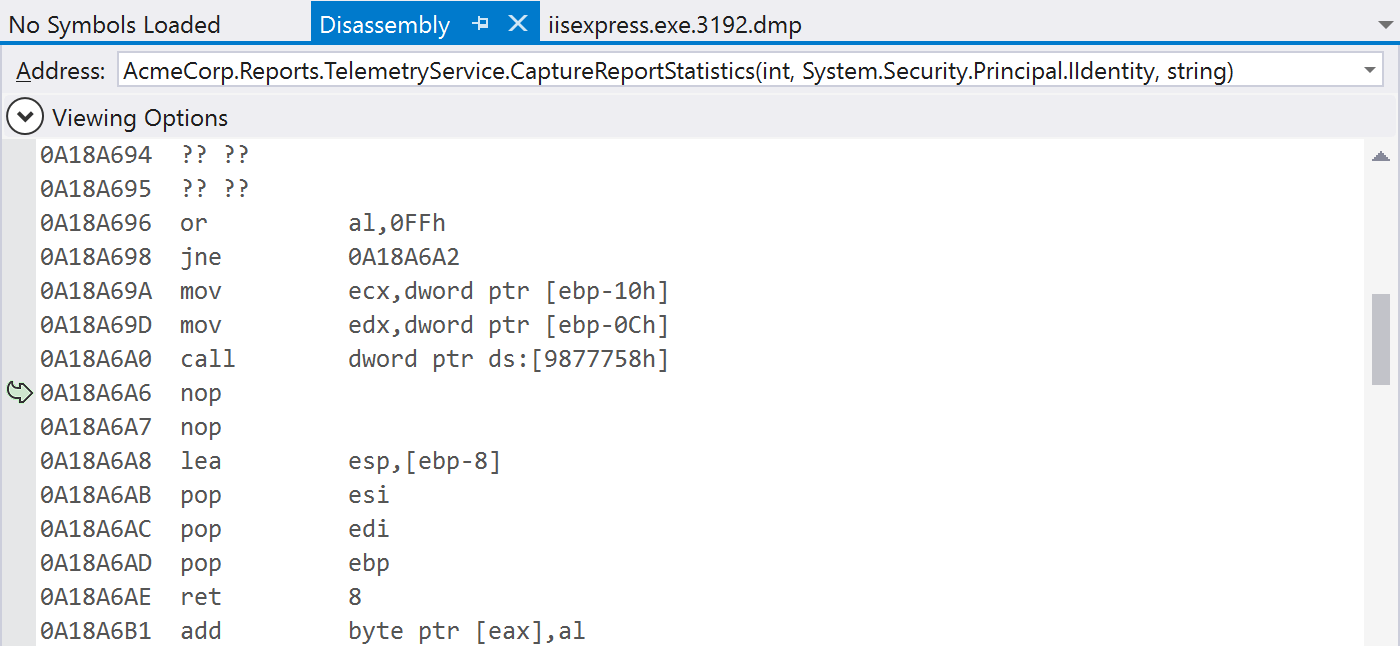 No Symbols Loaded Disassembly iisexpress.exe.3192.dmp
Address: AcmeCorp.Reports.TelemetryService.CaptureReportStatistics(int, System.Security.Principal.IIdentity, string)
Viewing Options
0A18A694 ?? ??
0A18A695 ?? ??
0A18A696 or al,0FFh
0A18A698 jne 0A18A6A2
0A18A69A mov ecx,dword ptr [ebp-10h]
0A18A69D mov edx,dword ptr [ebp-0Ch]
0A18A6A0 call dword ptr ds:[9877758h]
0A18A6A6 nop
0A18A6A7 nop
0A18A6A8 lea esp,[ebp-8]
0A18A6AB pop esi
0A18A6AC pop edi
0A18A6AD pop ebp
0A18A6AE ret 8
0A18A6B1 add byte ptr [eax],al